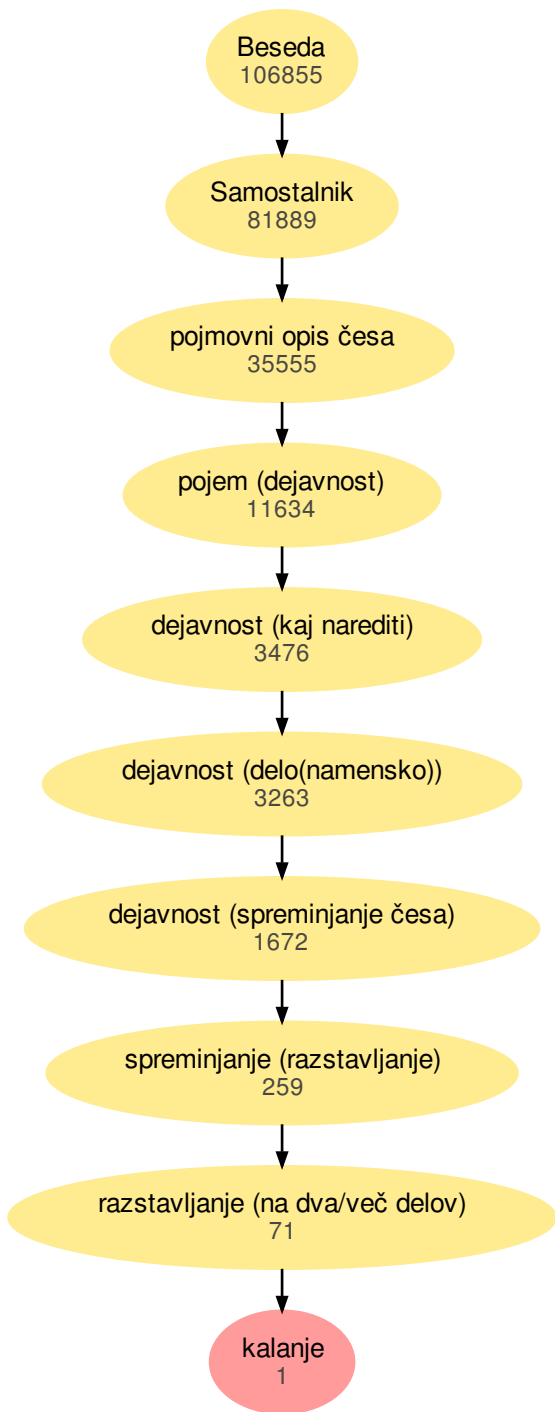 Beseda
106855
Samostalnik
81889
pojmovni opis česa
35555
pojem (dejavnost)
11634
dejavnost (kaj narediti)
3476
dejavnost (delo(namensko))
3263
dejavnost (spreminjanje česa)
1672
spreminjanje (razstavljanje)
259
razstavljanje (na dva/več delov)
71
kalanje
1